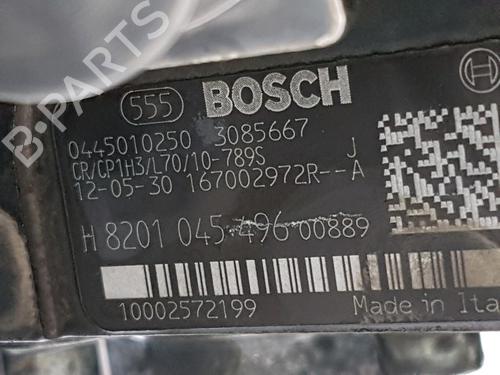 B-PARTS
555 BOSCH
0445010250 3085667
CR/CP1H3/L70/10-789S J
12-05-30 167002972R--A
H 8201 045 496 00889
10002572199
Made in Ita